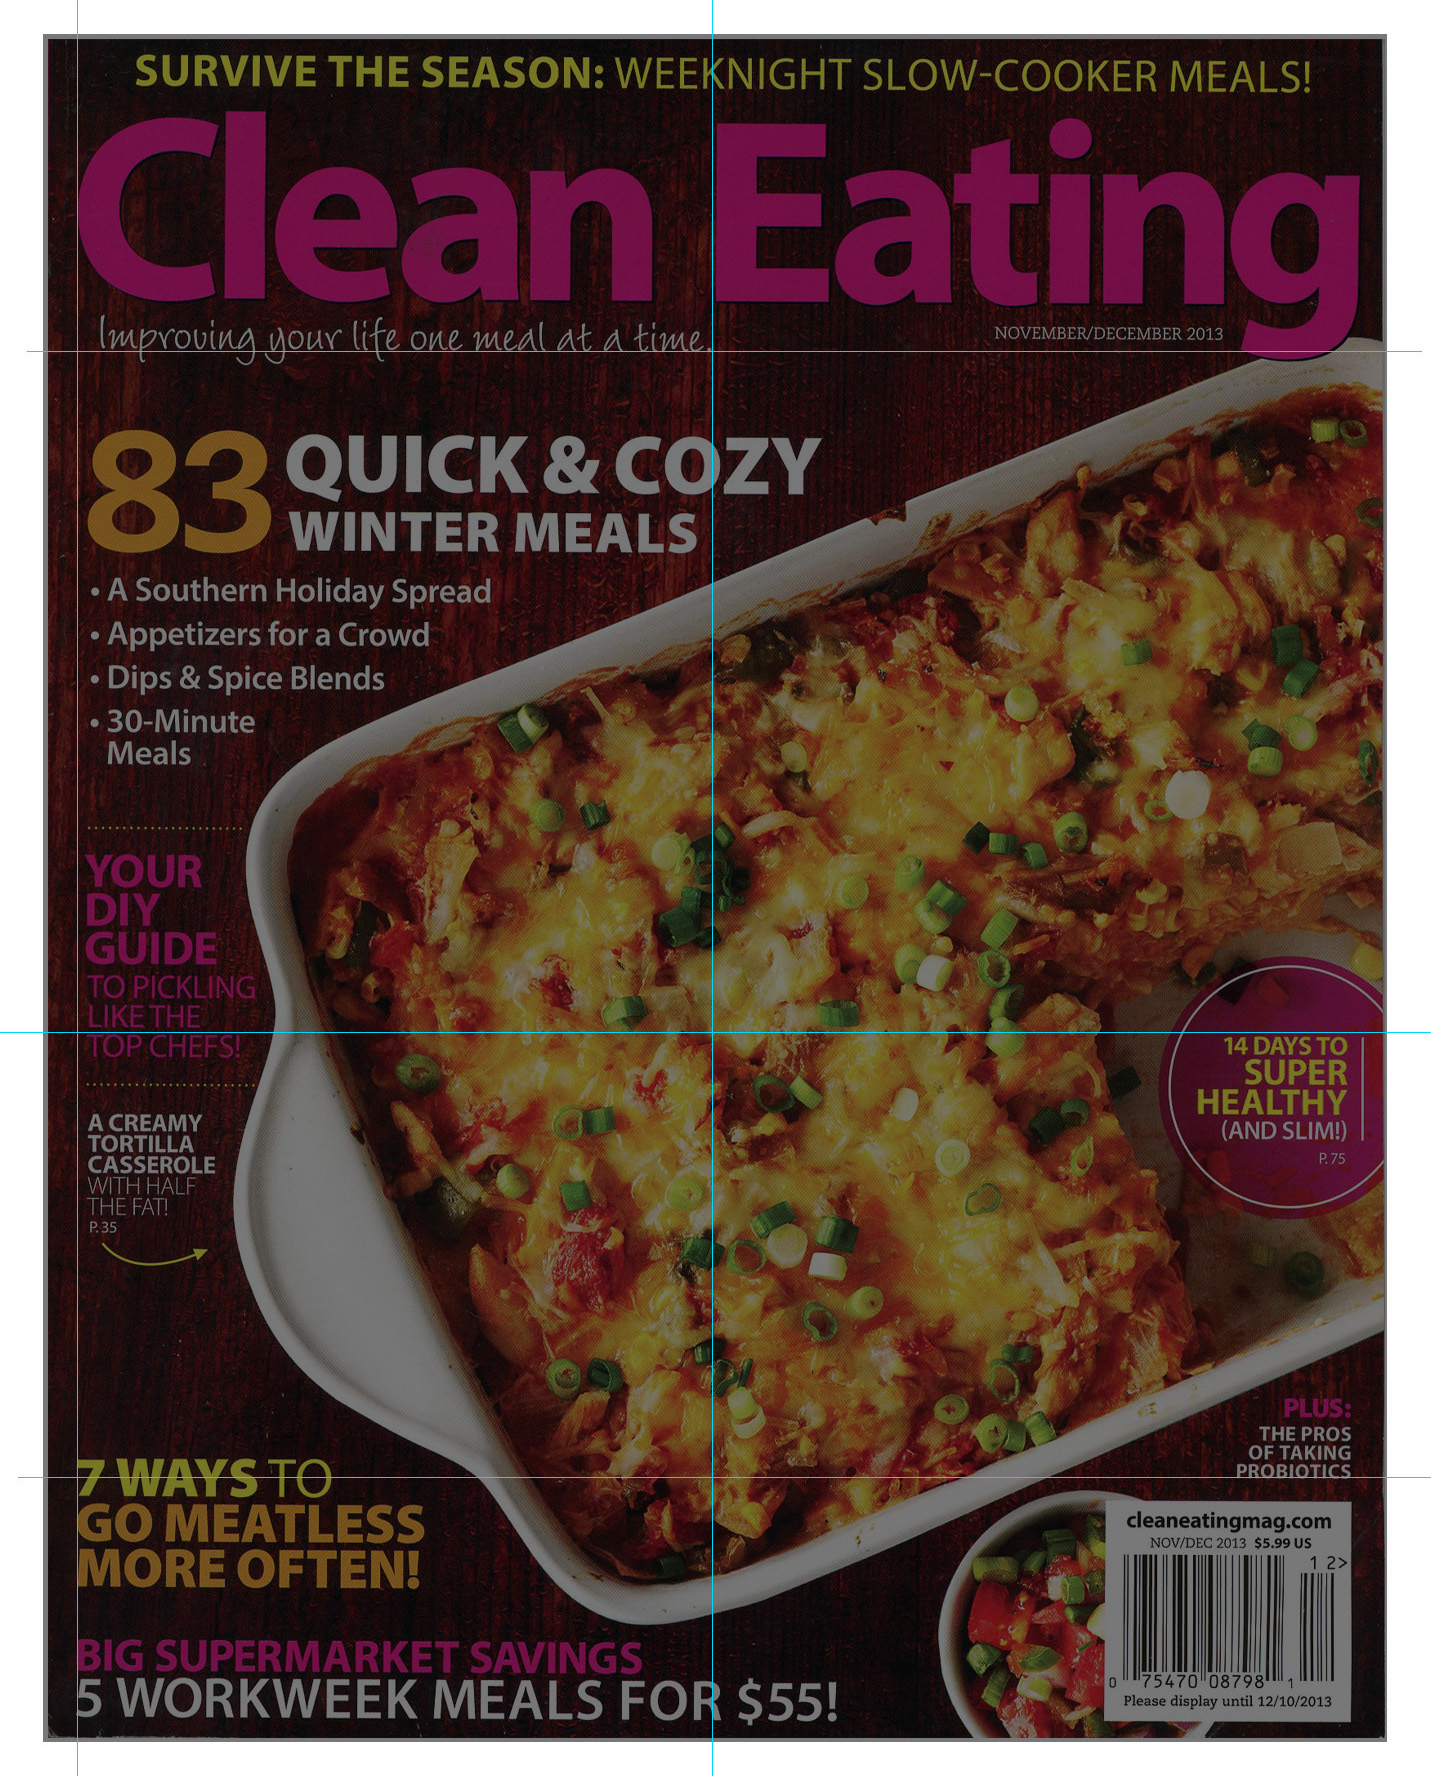 SURVIVE THE SEASON: WEEKNIGHT SLOW-COOKER MEALS!
Clean Eating
Improving your life one meal at a time.
NOVEMBER/DECEMBER 2013
83 QUICK & COZY
WINTER MEALS
• A Southern Holiday Spread
• Appetizers for a Crowd
• Dips & Spice Blends
• 30-Minute
Meals
YOUR
DIY
GUIDE
TO PICKLING
LIKE THE
TOP CHEFS!
A CREAMY
TORTILLA
CASSEROLE
WITH HALF
THE FAT!
P.35
14 DAYS TO
SUPER
HEALTHY
(AND SLIM!)
P.75
7 WAYS TO
GO MEATLESS
MORE OFTEN!
BIG SUPERMARKET SAVINGS
5 WORKWEEK MEALS FOR $55!
PLUS:
THE PROS
OF TAKING
PROBIOTICS
cleaneatingmag.com
NOV/DEC 2013 $5.99 US
12>
0 75470 08798 1
Please display until 12/10/2013